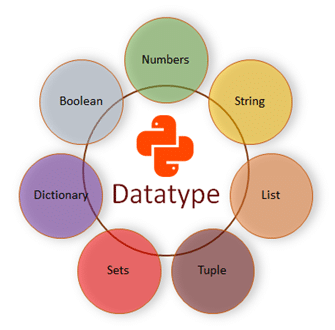 Numbers
Boolean
String
Dictionary
Datatype
List
Sets
Tuple